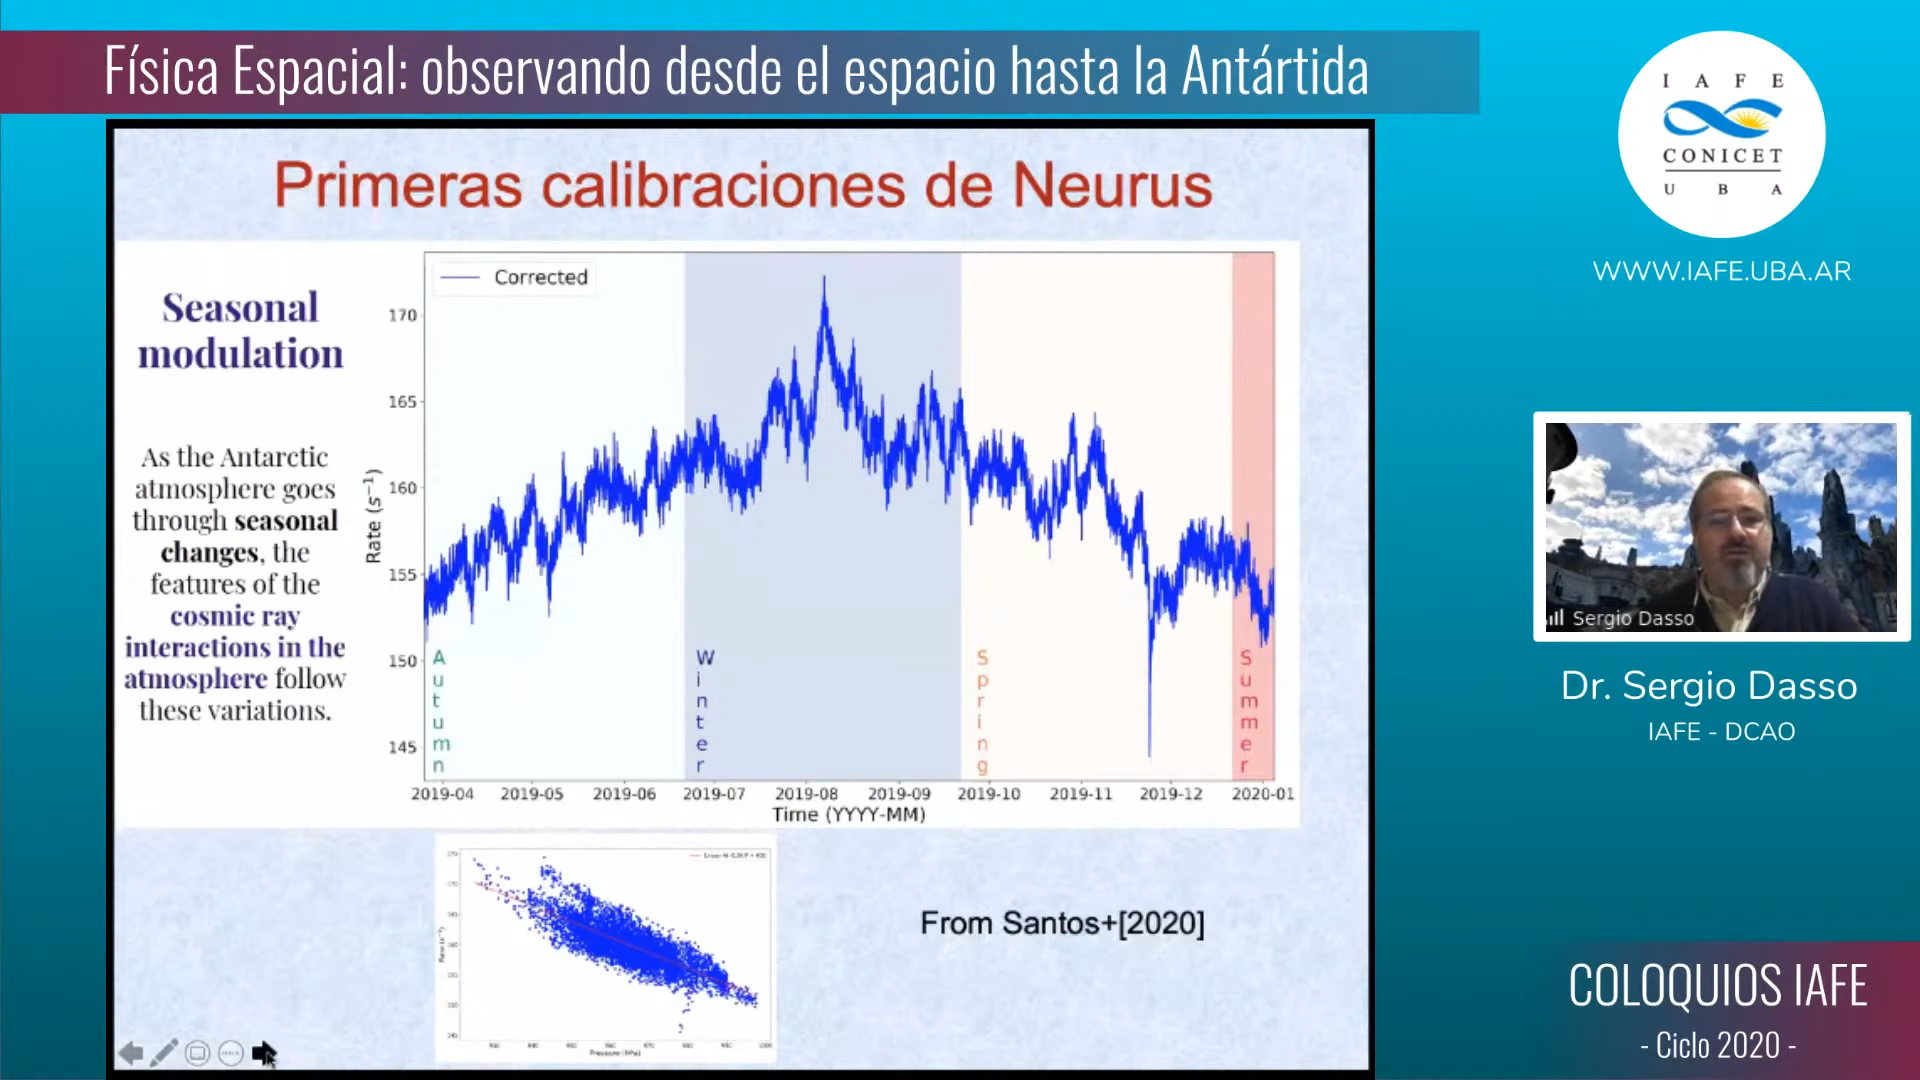 Física Espacial: observando desde el espacio hasta la Antártida
I A F E
CONICET
U B A
WWW.IAFE.UBA.AR
Primeras calibraciones de Neurus
Seasonal
modulation
As the Antarctic
atmosphere goes
through seasonal
changes, the
features of the
cosmic ray
interactions in the
atmosphere follow
these variations.
Corrected
170
165
160
155
150
145
Rate (s⁻¹)
Autumn
Winter
Spring
Summer
2019-04 2019-05 2019-06 2019-07 2019-08 2019-09 2019-10 2019-11 2019-12 2020-01
Time (YYYY-MM)
Pressure (hPa)
From Santos+[2020]
Sergio Dasso
Dr. Sergio Dasso
IAFE - DCAO
COLOQUIOS IAFE
- Ciclo 2020 -